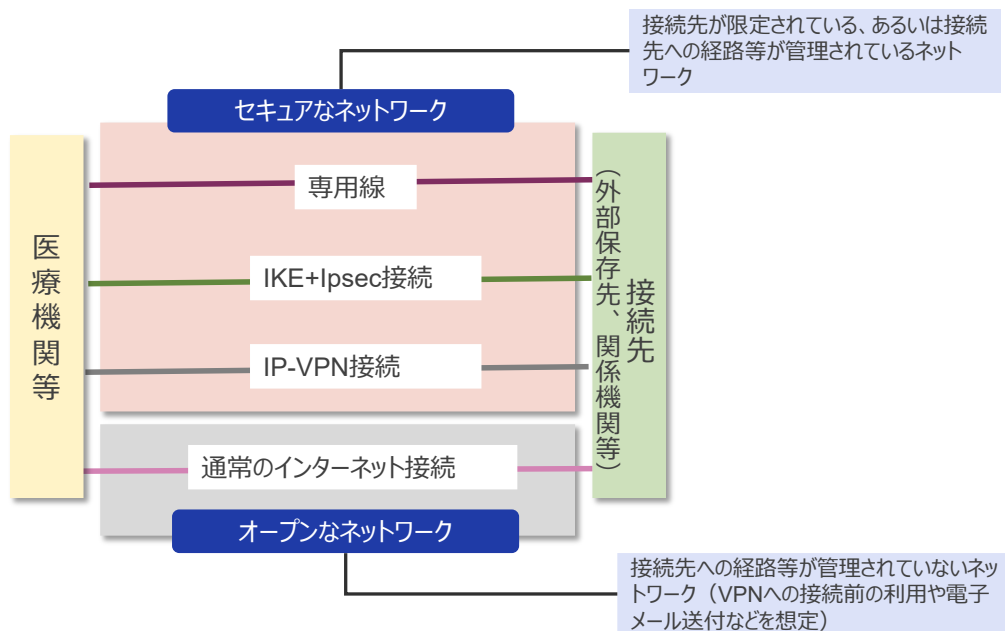 接続先が限定されている、あるいは接続
先への経路等が管理されているネット
ワーク
セキュアなネットワーク
医療機関等
専用線
IKE+Ipsec接続
IP-VPN接続
通常のインターネット接続
接続先
(外部保存先、関係機関等)
オープンなネットワーク
接続先への経路等が管理されていないネッ
トワーク（VPNへの接続前の利用や電子
メール送付などを想定）